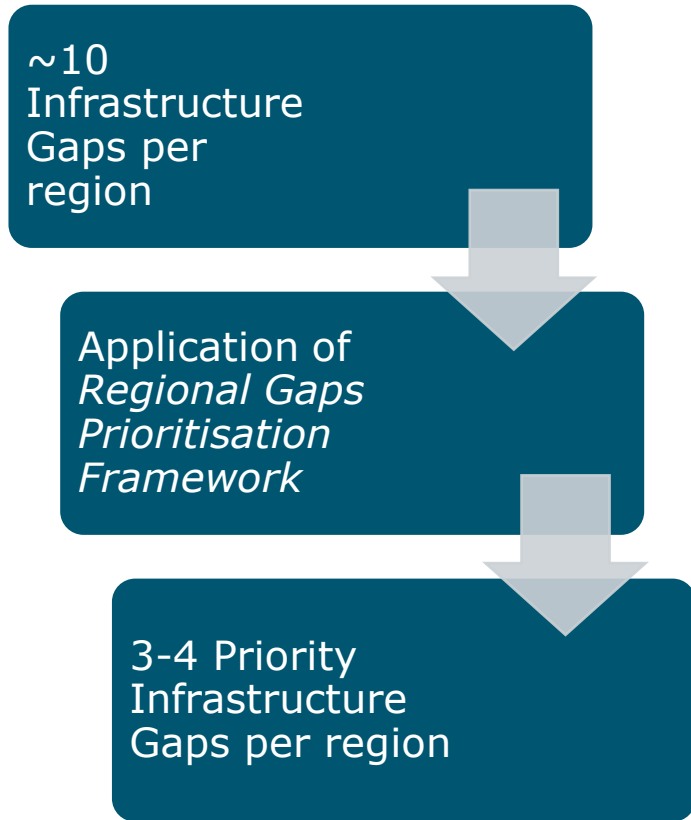 ~10
Infrastructure
Gaps per
region
Application of
Regional Gaps
Prioritisation
Framework
3-4 Priority
Infrastructure
Gaps per region